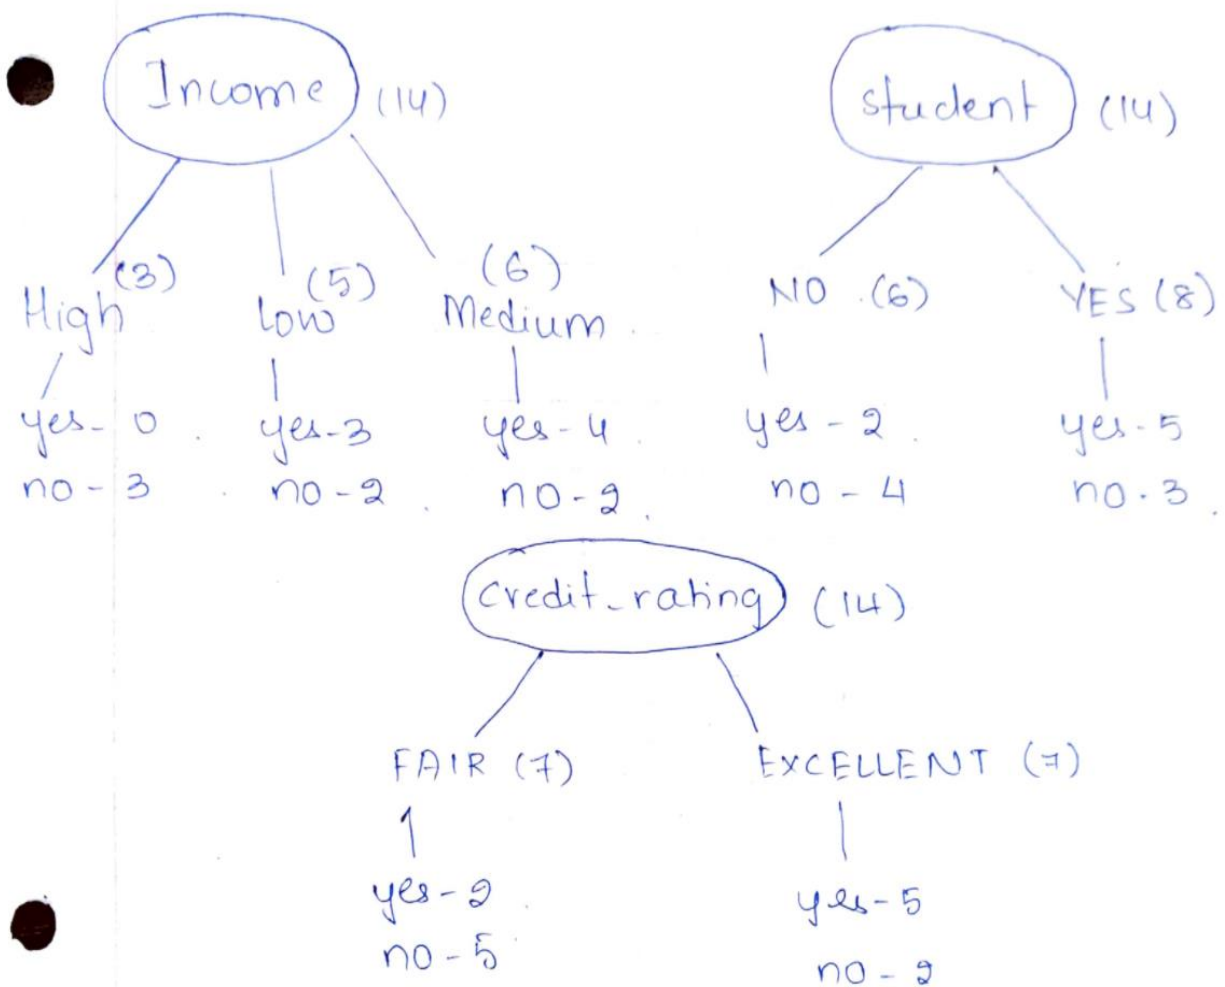 Income (14)
student (14)
High (3)
Low (5)
(6)
Medium
NO (6)
YES (8)
yes - 0
no - 3
yes - 3
no - 2
yes - 4
no - 2
yes - 2
no - 4
yes - 5
no - 3
credit_rating (14)
FAIR (7)
EXCELLENT (7)
yes - 2
no - 5
yes - 5
no - 2